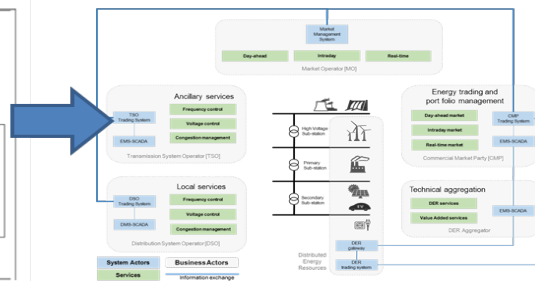 Market
Management
System
Day-ahead
Intraday
Real-time
Market Operator [MO]
Ancillary services
TSO
Trading System
EMS-SCADA
Frequency control
Voltage control
Congestion management
Transmission System Operator [TSO]
Local services
DSO
Trading System
DMS-SCADA
Frequency control
Voltage control
Congestion management
Distribution System Operator [DSO]
High Voltage
Sub-station
Primary
Sub-station
Secondary
Sub-station
Distributed
Energy
Resources
DER
gateway
DER
trading system
Energy trading and
port folio management
Day ahead market
Intraday market
Real-time market
CMP
Trading System
EMS-SCADA
Commercial Market Party [CMP]
Technical aggregation
DER services
Value Added services
EMS-SCADA
DER Aggregator
System Actors
Business Actors
Services
Information exchange